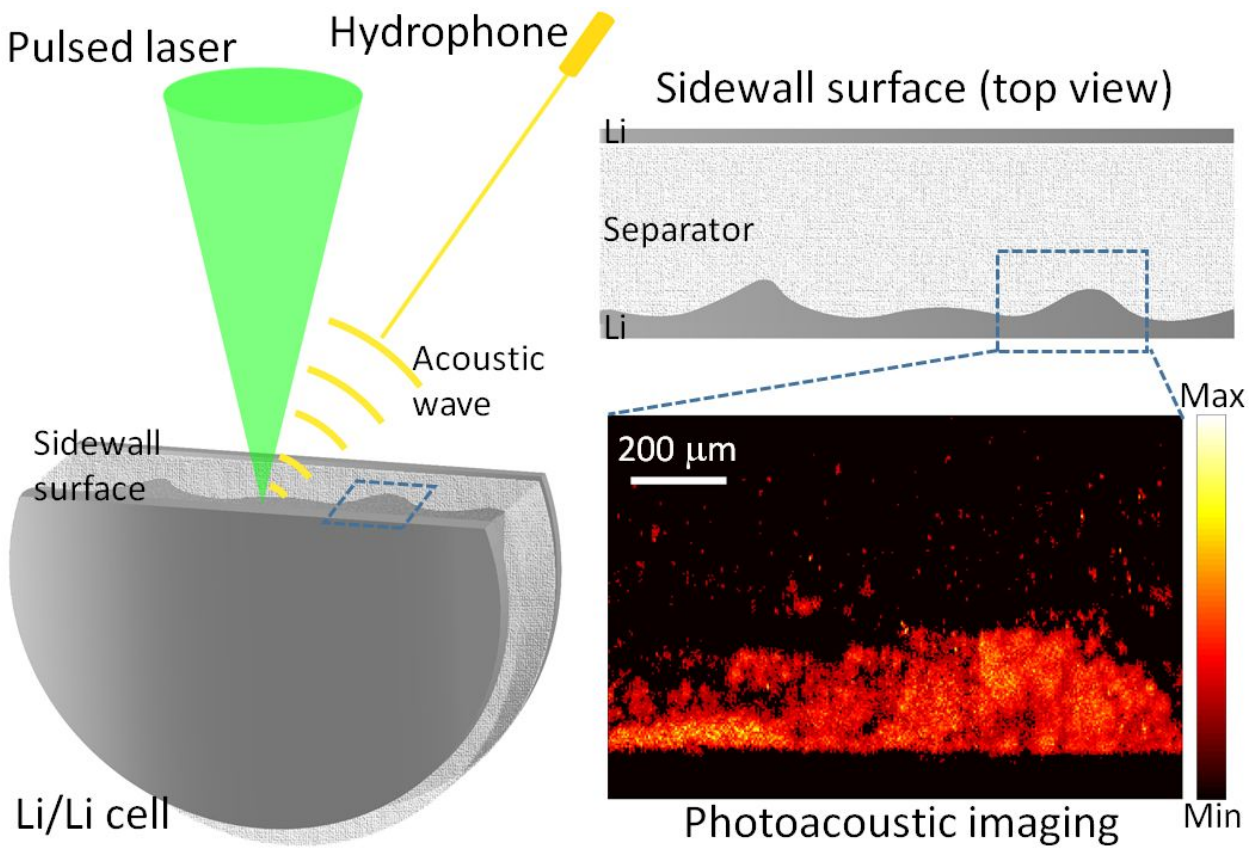 Pulsed laser
Hydrophone
Acoustic
wave
Sidewall
surface
Li/Li cell
Sidewall surface (top view)
Li
Separator
Li
200 μm
Max
Min
Photoacoustic imaging